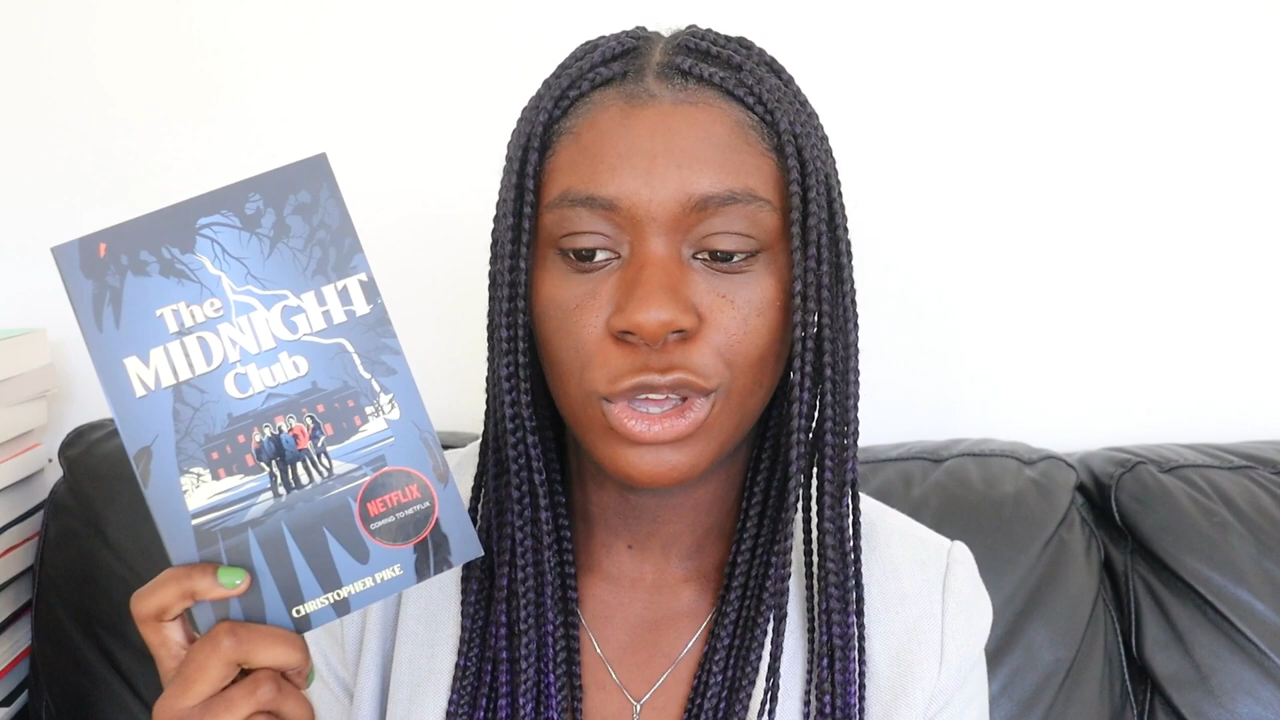 The
MIDNIGHT
Club
NETFLIX
COMING TO NETFLIX
CHRISTOPHER PIKE